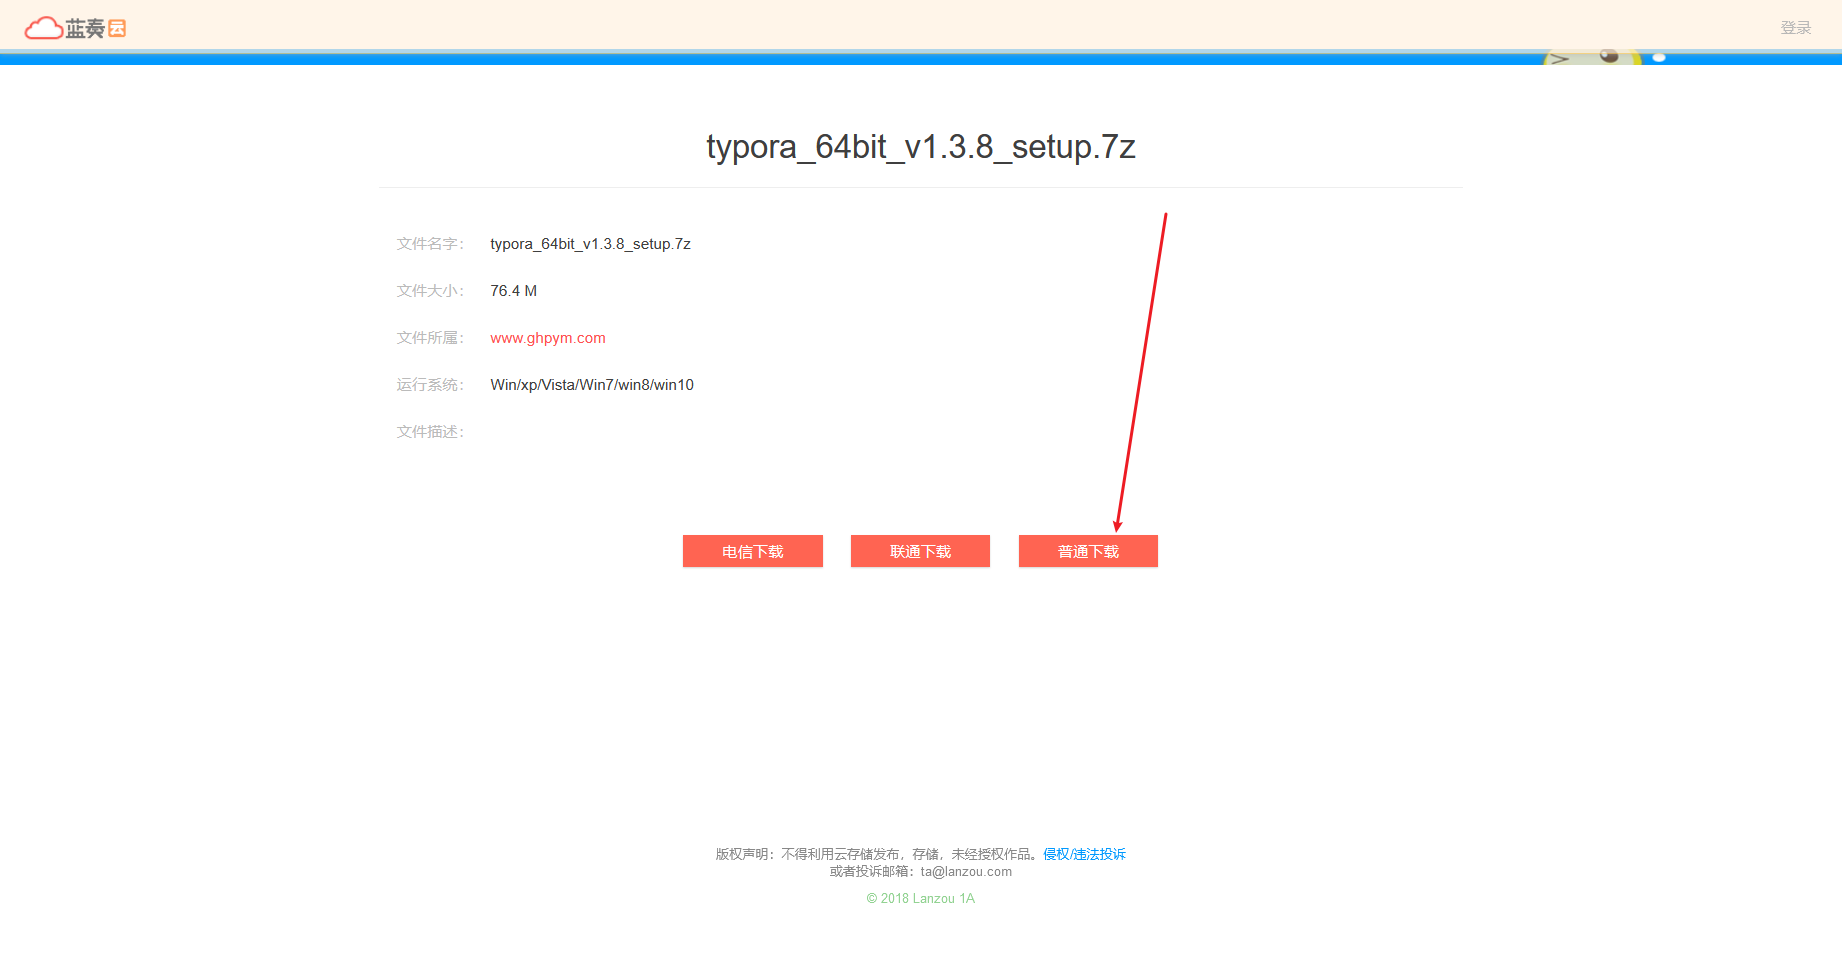 蓝奏云
登录
typora_64bit_v1.3.8_setup.7z
文件名字： typora_64bit_v1.3.8_setup.7z
文件大小： 76.4 M
文件所属： www.ghpym.com
运行系统： Win/xp/Vista/Win7/win8/win10
文件描述：
电信下载 联通下载 普通下载
版权声明：不得利用云存储发布，存储，未经授权作品。侵权/违法投诉
或者投诉邮箱：ta@lanzou.com
© 2018 Lanzou 1A